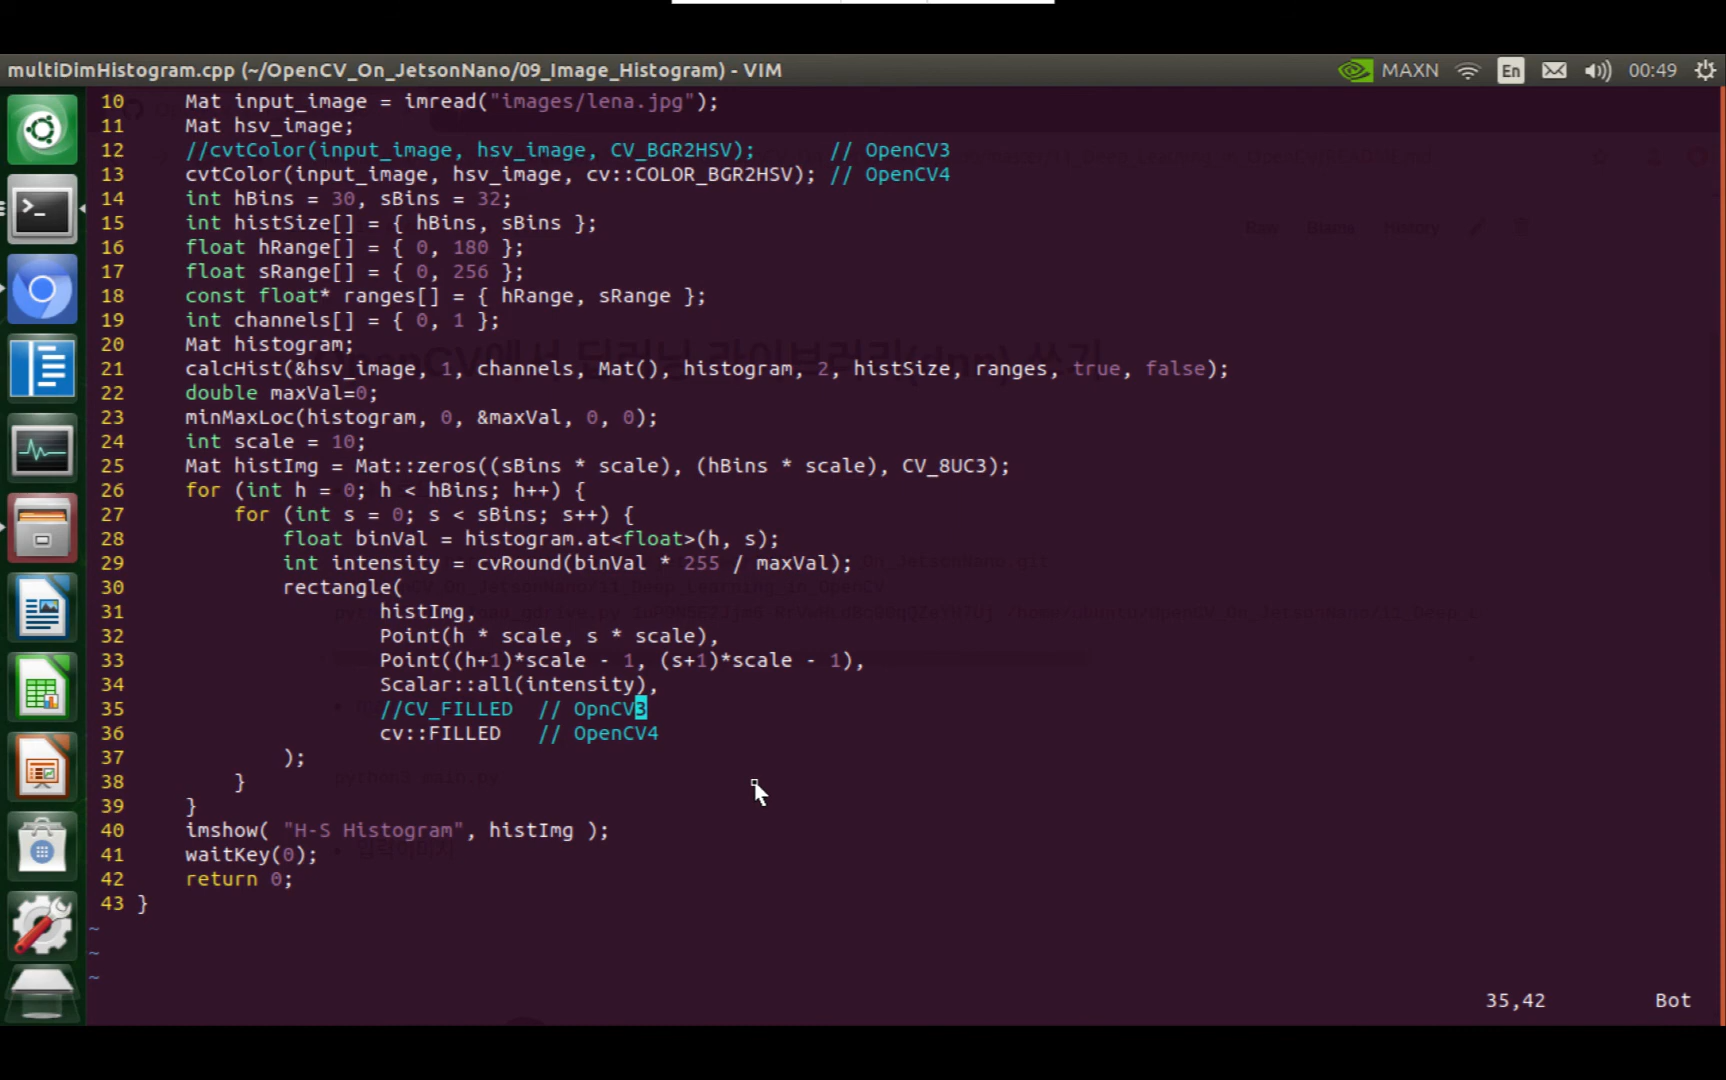 multiDimHistogram.cpp (~/OpenCV_On_JetsonNano/09_Image_Histogram) - VIM MAXN En 00:49
10 Mat input_image = imread("images/lena.jpg");
11 Mat hsv_image;
12 //cvtColor(input_image, hsv_image, CV_BGR2HSV); // OpenCV3
13 cvtColor(input_image, hsv_image, cv::COLOR_BGR2HSV); // OpenCV4
14 int hBins = 30, sBins = 32;
15 int histSize[] = { hBins, sBins };
16 float hRange[] = { 0, 180 };
17 float sRange[] = { 0, 256 };
18 const float* ranges[] = { hRange, sRange };
19 int channels[] = { 0, 1 };
20 Mat histogram;
21 calcHist(&hsv_image, 1, channels, Mat(), histogram, 2, histSize, ranges, true, false);
22 double maxVal=0;
23 minMaxLoc(histogram, 0, &maxVal, 0, 0);
24 int scale = 10;
25 Mat histImg = Mat::zeros((sBins * scale), (hBins * scale), CV_8UC3);
26 for (int h = 0; h < hBins; h++) {
27 for (int s = 0; s < sBins; s++) {
28 float binVal = histogram.at<float>(h, s);
29 int intensity = cvRound(binVal * 255 / maxVal);
30 rectangle(
31 histImg,
32 Point(h * scale, s * scale),
33 Point((h+1)*scale - 1, (s+1)*scale - 1),
34 Scalar::all(intensity),
35 //CV_FILLED // OpnCV3
36 cv::FILLED // OpenCV4
37 );
38 }
39 }
40 imshow( "H-S Histogram", histImg );
41 waitKey(0);
42 return 0;
43 }
~
~
~
35,42 Bot